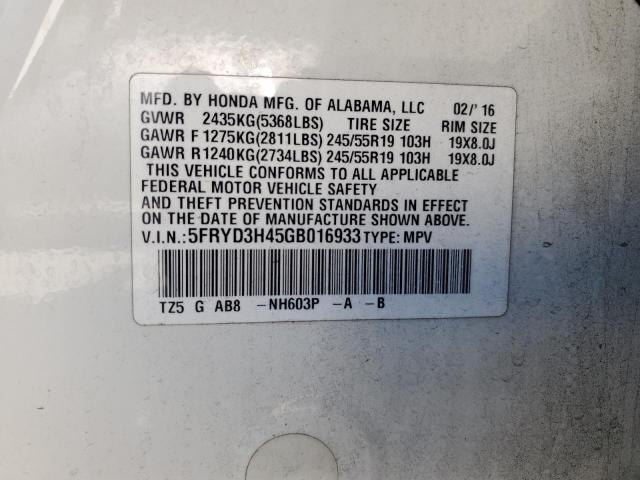 MFD. BY HONDA MFG. OF ALABAMA, LLC 02/'16
GVWR 2435KG(5368LBS) TIRE SIZE RIM SIZE
GAWR F 1275KG(2811LBS) 245/55R19 103H 19X8.0J
GAWR R1240KG(2734LBS) 245/55R19 103H 19X8.0J
THIS VEHICLE CONFORMS TO ALL APPLICABLE
FEDERAL MOTOR VEHICLE SAFETY
AND THEFT PREVENTION STANDARDS IN EFFECT
ON THE DATE OF MANUFACTURE SHOWN ABOVE.
V.I.N.:5FRYD3H45GB016933 TYPE: MPV
TZ5 G AB8 -NH603P -A -B